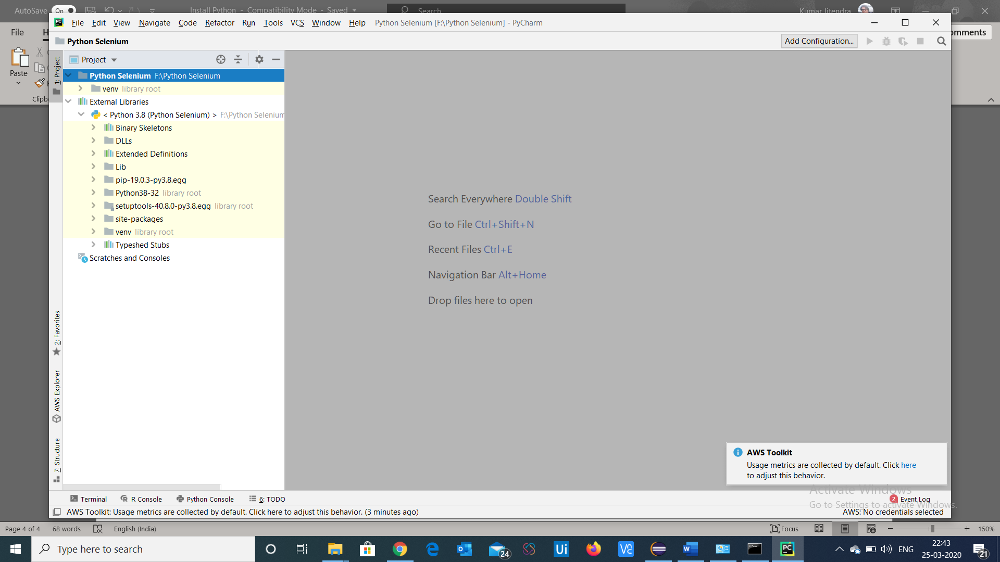 AutoSave On Install Python - Compatibility Mode - Saved Search Kumar Jitendra
File Edit View Navigate Code Refactor Run Tools VCS Window Help Python Selenium [F:\Python Selenium] - PyCharm
File
omments
Python Selenium
Add Configuration...
Paste
Clipb
1: Project
Project
Python Selenium F:\Python Selenium
venv library root
External Libraries
< Python 3.8 (Python Selenium) > F:\Python Selenium
Binary Skeletons
DLLs
Extended Definitions
Lib
pip-19.0.3-py3.8.egg
Python38-32 library root
setuptools-40.8.0-py3.8.egg library root
site-packages
venv library root
Typeshed Stubs
Scratches and Consoles
2: Favorites
AWS Explorer
7: Structure
Search Everywhere Double Shift
Go to File Ctrl+Shift+N
Recent Files Ctrl+E
Navigation Bar Alt+Home
Drop files here to open
AWS Toolkit
Usage metrics are collected by default. Click here
to adjust this behavior.
Activate Windows
Go to Settings to activate Windows.
Terminal R Console Python Console 6: TODO
2 Event Log
AWS Toolkit: Usage metrics are collected by default. Click here to adjust this behavior. (3 minutes ago)
AWS: No credentials selected
Page 4 of 4 68 words English (India) Focus 150%
Type here to search
24
Ui
PC
ENG
22:43
25-03-2020
21